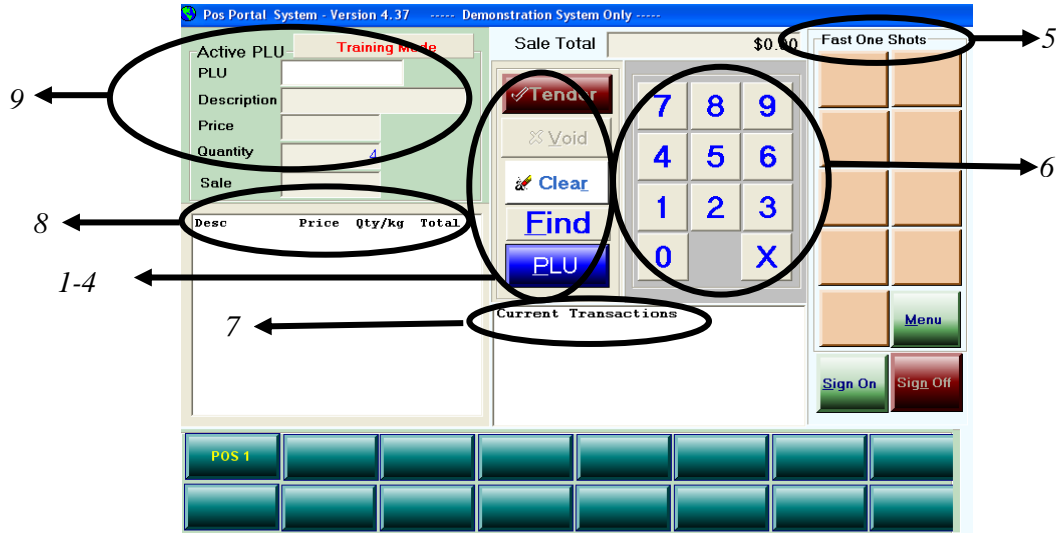 Pos Portal System - Version 4.37 ----- Demonstration System Only -----
Active PLU
Training Mode
PLU
Description
Price
Quantity 4
Sale
Sale Total $0.00
Tender
Void
Clear
Find
PLU
7 8 9
4 5 6
1 2 3
0 X
Fast One Shots
Menu
Sign On Sign Off
Desc Price Qty/kg Total
Current Transactions
POS 1
9
8
1-4
7
5
6